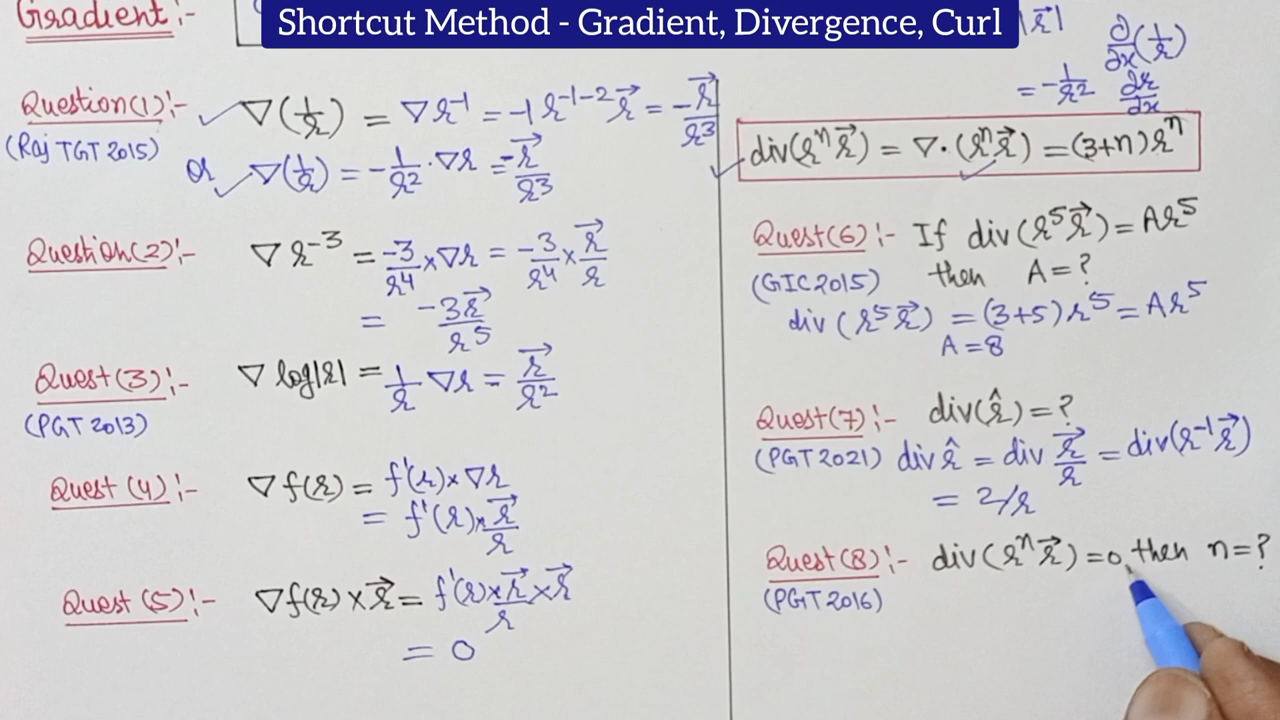 Shortcut Method - Gradient, Divergence, Curl
Gradient:-
Question(1):- ∇(1/r) = ∇r⁻¹ = -1 r⁻¹⁻² r⃗ = -r⃗/r³
(Raj TGT 2015)
or ∇(1/r) = -1/r² · ∇r = -r⃗/r³
Question(2):- ∇ r⁻³ = -3/r⁴ × ∇r = -3/r⁴ × r⃗/r
= -3r⃗/r⁵
Quest(3):- ∇ log|r| = 1/r ∇r = r⃗/r²
(PGT 2013)
Quest(4):- ∇f(r) = f'(r) × ∇r
= f'(r) × r⃗/r
Quest(5):- ∇f(r) × r⃗ = f'(r) × r⃗/r × r⃗
= 0
|r⃗|
∂/∂x(1/r)
= -1/r² ∂r/∂x
div(rⁿ r⃗) = ∇·(rⁿ r⃗) = (3+n) rⁿ
Quest(6):- If div(r⁵ r⃗) = Ar⁵
(GIC 2015) then A = ?
div(r⁵ r⃗) = (3+5) r⁵ = Ar⁵
A = 8
Quest(7):- div(r̂) = ?
(PGT 2021) div r̂ = div r⃗/r = div(r⁻¹ r⃗)
= 2/r
Quest(8):- div(rⁿ r⃗) = 0, then n = ?
(PGT 2016)